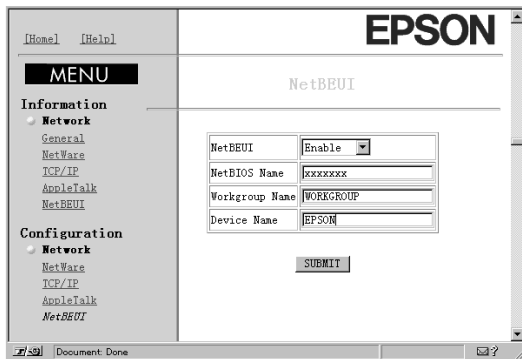 [Home] [Help]
EPSON
MENU
NetBEUI
Information
Network
General
NetWare
TCP/IP
AppleTalk
NetBEUI
Configuration
Network
NetWare
TCP/IP
AppleTalk
NetBEUI
NetBEUI Enable
NetBIOS Name xxxxxxx
Workgroup Name WORKGROUP
Device Name EPSON
SUBMIT
Document: Done